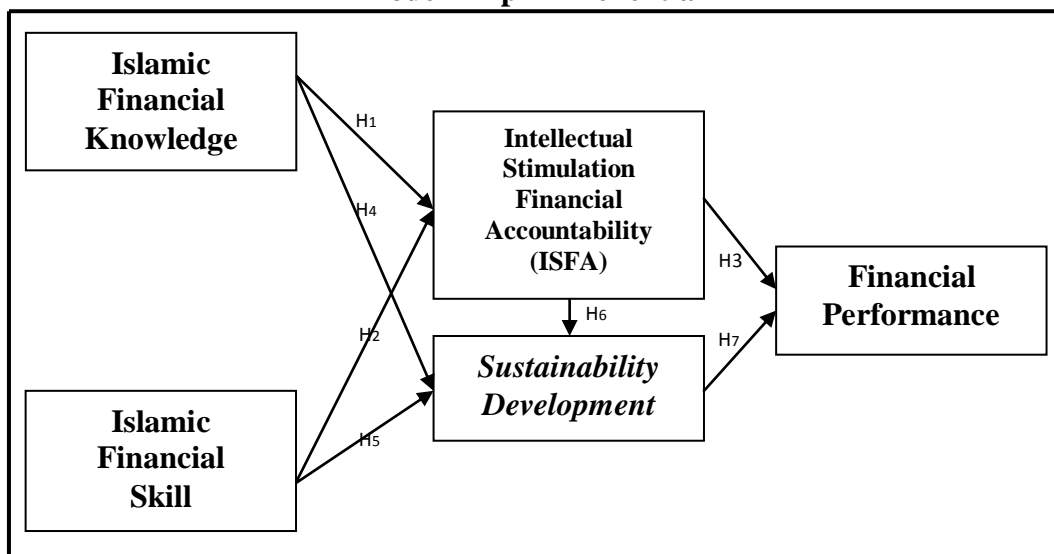 Islamic
Financial
Knowledge
H1
H4
H2
H5
Islamic
Financial
Skill
Intellectual
Stimulation
Financial
Accountability
(ISFA)
H6
Sustainability
Development
H3
H7
Financial
Performance